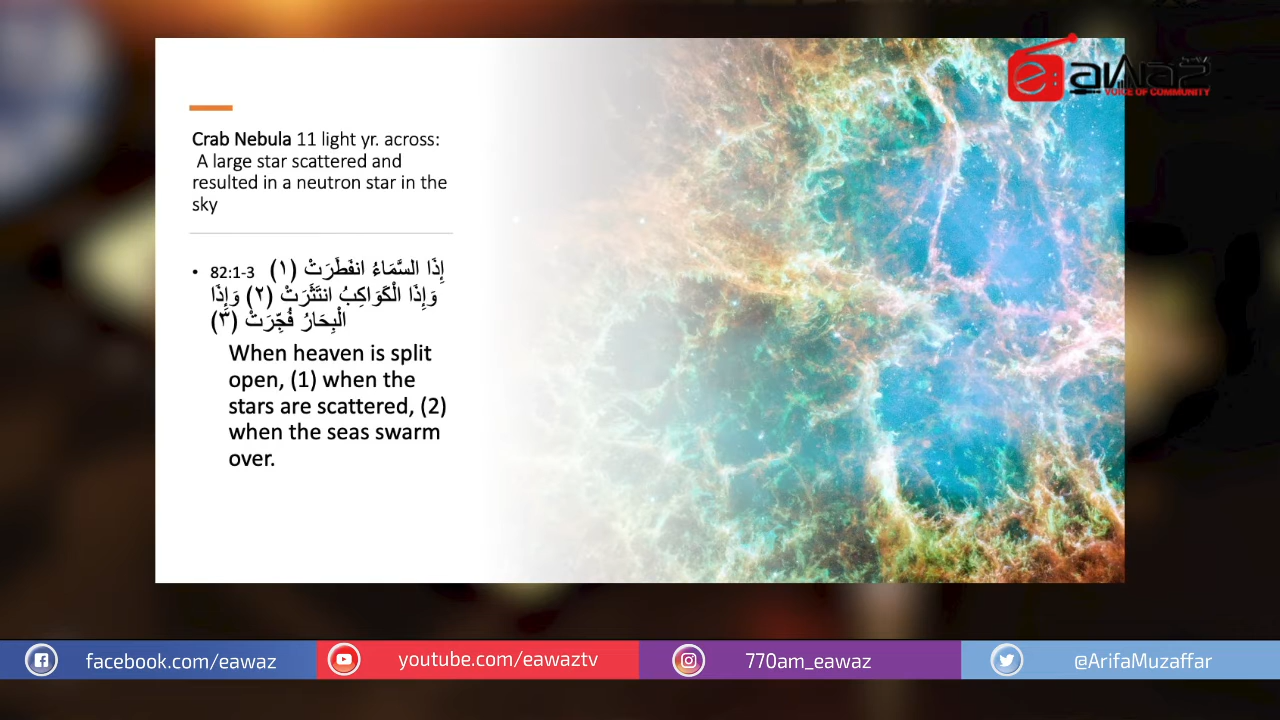 e awaz
VOICE OF COMMUNITY
Crab Nebula 11 light yr. across:
A large star scattered and
resulted in a neutron star in the
sky
• 82:1-3 إِذَا السَّمَاءُ انفَطَرَتْ (١)
وَإِذَا الْكَوَاكِبُ انتَثَرَتْ (٢) وَإِذَا
الْبِحَارُ فُجِّرَتْ (٣)
When heaven is split
open, (1) when the
stars are scattered, (2)
when the seas swarm
over.
facebook.com/eawaz
youtube.com/eawaztv
770am_eawaz
@ArifaMuzaffar